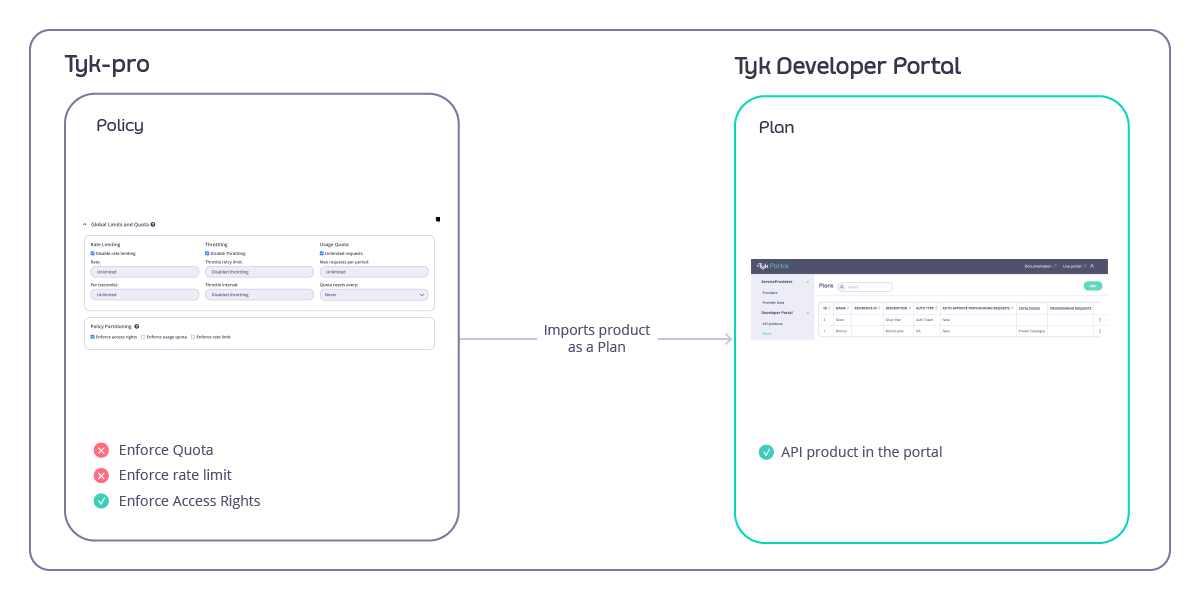 Tyk-pro
Policy
Global Limits and Quota
Rate Limiting Throttling Usage Quota
Disable rate limiting Disable Throttling Unlimited requests
Rate: Throttle retry limit: Max requests per period:
Unlimited Disabled throttling Unlimited
Per (seconds): Throttle interval: Quota resets every:
Unlimited Disabled throttling Never
Policy Partitioning
Enforce access rights Enforce usage quota Enforce rate limit
Enforce Quota
Enforce rate limit
Enforce Access Rights
Imports product
as a Plan
Tyk Developer Portal
Plan
Tyk Portal Documentation Live portal
ServiceProviders
Providers
Provider Data
Developer Portal
API products
Plans
Plans Search
ID NAME REFERENCE ID DESCRIPTION AUTH TYPE AUTO APPROVE PROVISIONING REQUESTS CATALOGUES PROVISIONING REQUESTS
2 Silver Silver Plan Auth Token false
1 Bronze Bronze plan NA false Private Catalogue
API product in the portal